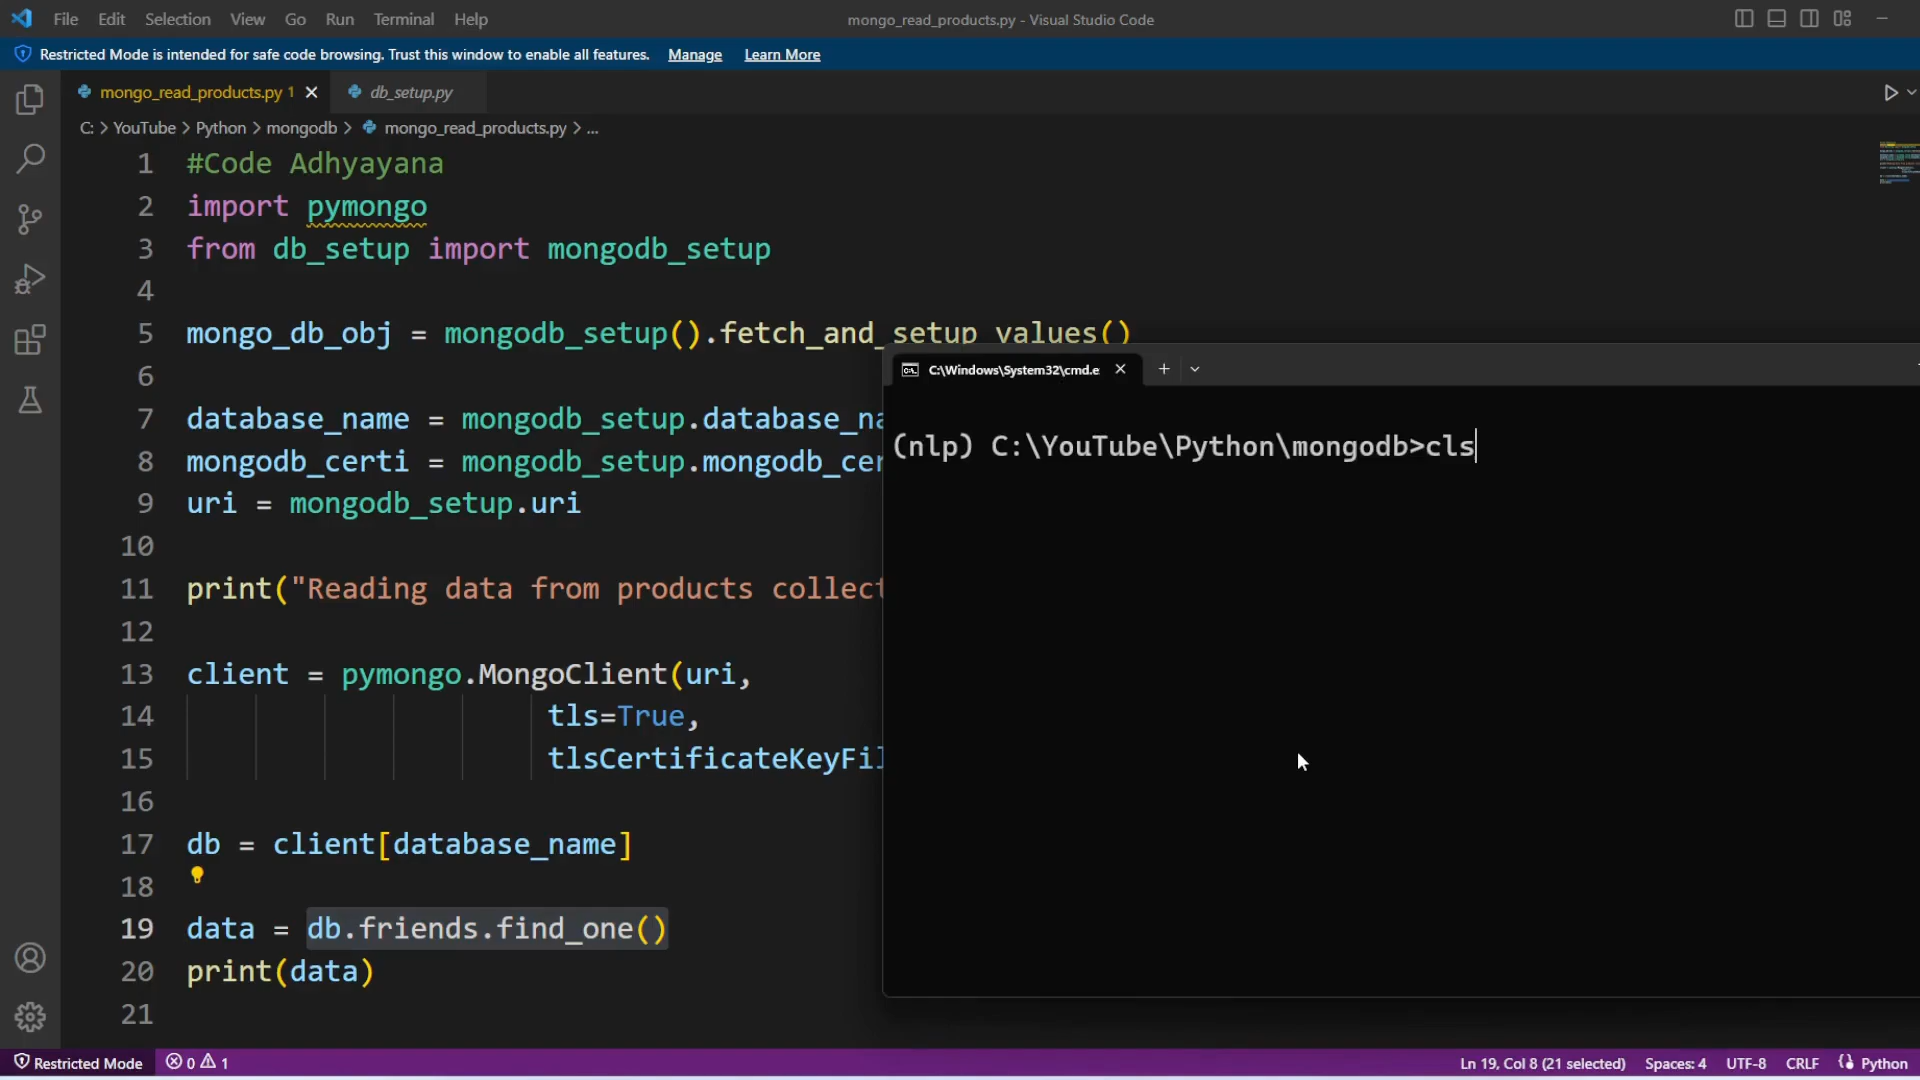 File Edit Selection View Go Run Terminal Help
mongo_read_products.py - Visual Studio Code
Restricted Mode is intended for safe code browsing. Trust this window to enable all features. Manage Learn More
mongo_read_products.py 1
db_setup.py
C: > YouTube > Python > mongodb > mongo_read_products.py > ...
1 #Code Adhyayana
2 import pymongo
3 from db_setup import mongodb_setup
4
5 mongo_db_obj = mongodb_setup().fetch_and_setup_values()
6
7 database_name = mongodb_setup.database_na
8 mongodb_certi = mongodb_setup.mongodb_cer
9 uri = mongodb_setup.uri
10
11 print("Reading data from products collect
12
13 client = pymongo.MongoClient(uri,
14 tls=True,
15 tlsCertificateKeyFil
16
17 db = client[database_name]
18
19 data = db.friends.find_one()
20 print(data)
21
C:\Windows\System32\cmd.e
(nlp) C:\YouTube\Python\mongodb>cls
Restricted Mode 0 1
Ln 19, Col 8 (21 selected) Spaces: 4 UTF-8 CRLF Python